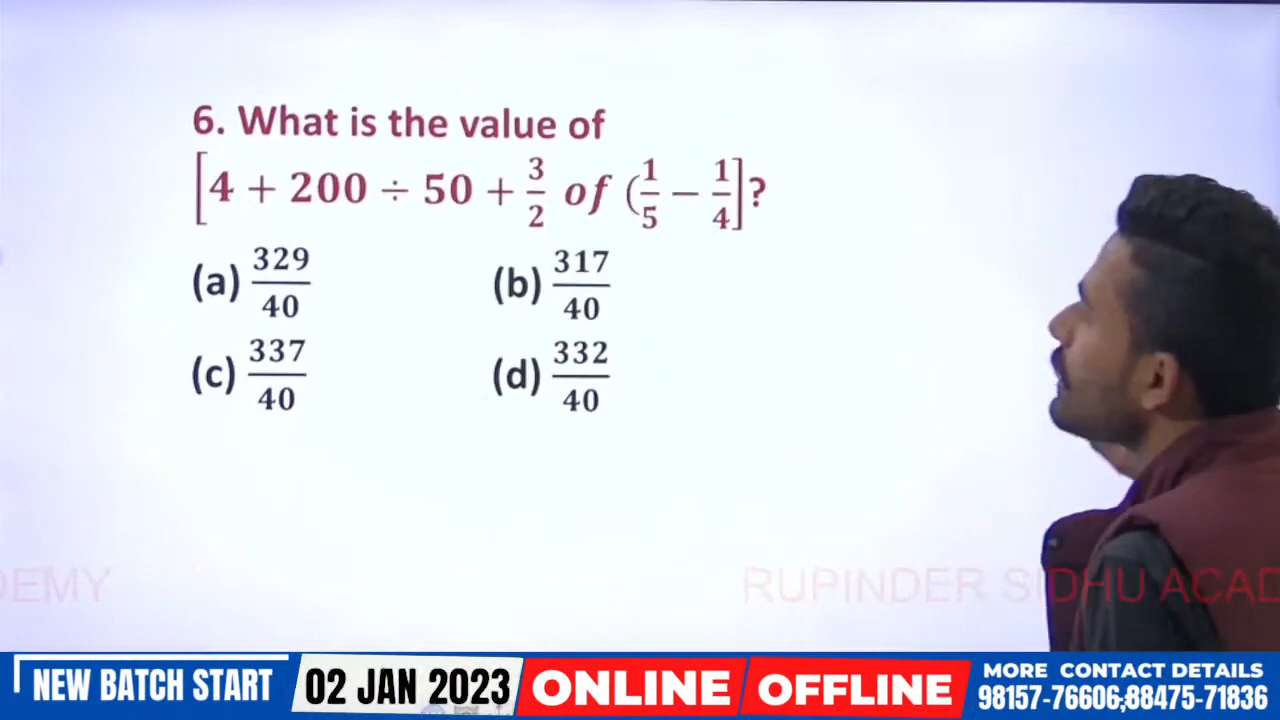 6. What is the value of
[4 + 200 ÷ 50 + 3/2 of (1/5 − 1/4]?
(a) 329/40 (b) 317/40
(c) 337/40 (d) 332/40
DEMY RUPINDER SIDHU ACAD
NEW BATCH START 02 JAN 2023 ONLINE OFFLINE MORE CONTACT DETAILS
98157-76606,88475-71836